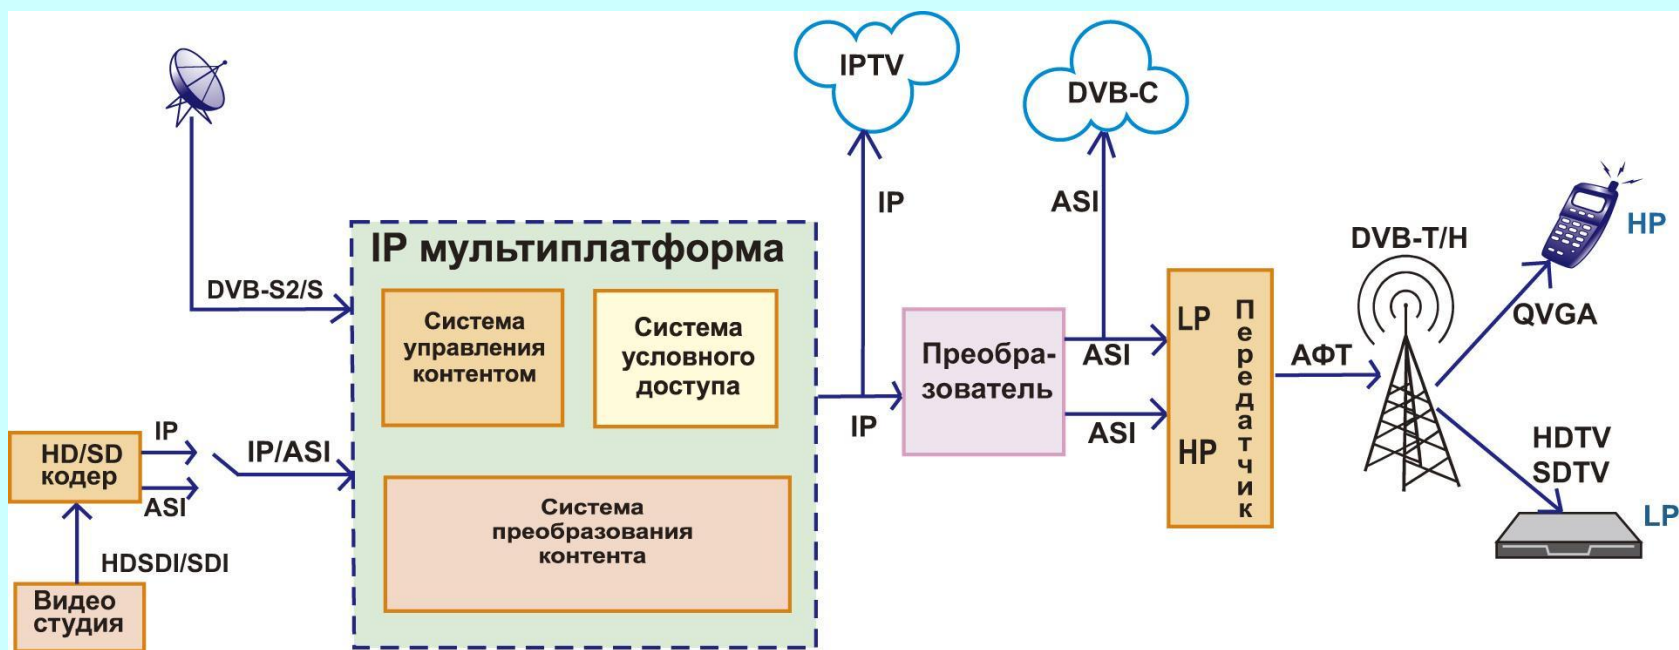 IPTV
DVB-C
IP
ASI
DVB-T/H
HP
QVGA
IP мультиплатформа
DVB-S2/S
Система
управления
контентом
Система
условного
доступа
Система
преобразования
контента
HD/SD
кодер
IP
ASI
IP/ASI
HDSDI/SDI
Видео
студия
IP
Преобра-
зователь
ASI
ASI
LP
HP
Передатчик
АФТ
HDTV
SDTV
LP